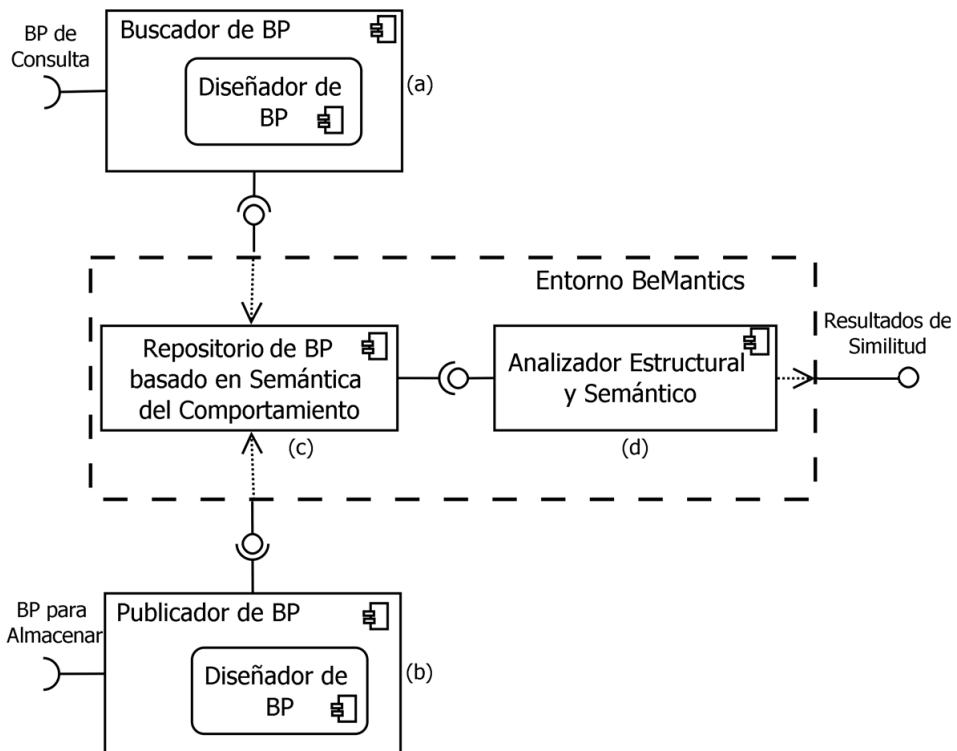 BP de
Consulta
Buscador de BP
Diseñador de
BP
(a)
Entorno BeMantics
Repositorio de BP
basado en Semántica
del Comportamiento
(c)
Analizador Estructural
y Semántico
(d)
Resultados de
Similitud
BP para
Almacenar
Publicador de BP
Diseñador de
BP
(b)